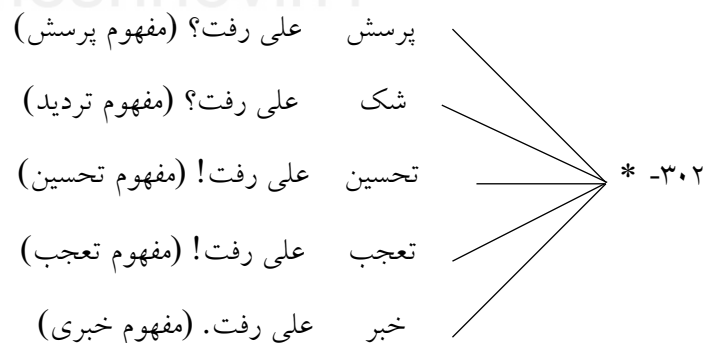 پرسش علی رفت؟ (مفهوم پرسش)
شک علی رفت؟ (مفهوم تردید)
۳۰۲- * تحسین علی رفت! (مفهوم تحسین)
تعجب علی رفت! (مفهوم تعجب)
خبر علی رفت. (مفهوم خبری)